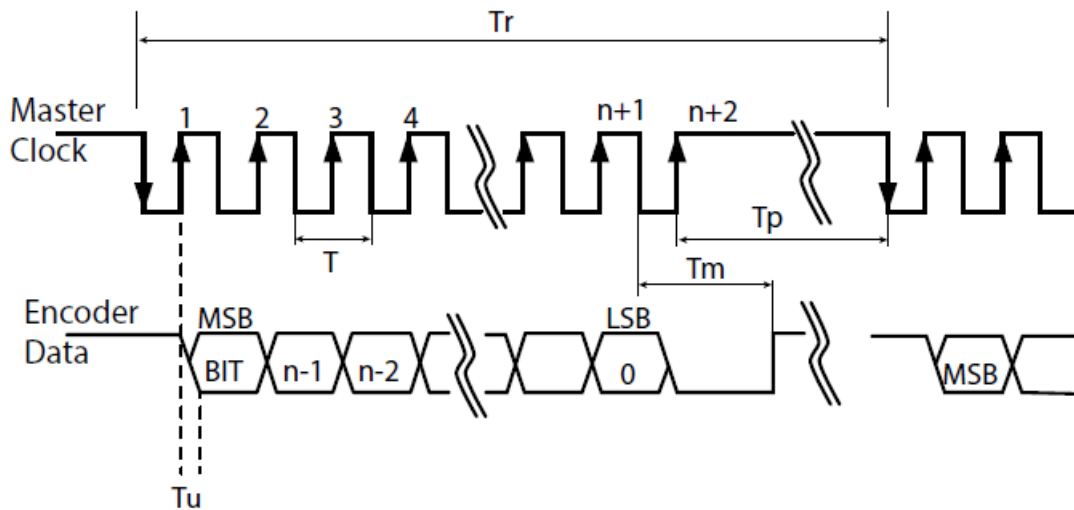 Tr
Master
Clock
1 2 3 4 n+1 n+2
T
Tp
Tm
Encoder
Data
MSB LSB
BIT n-1 n-2 0 MSB
Tu